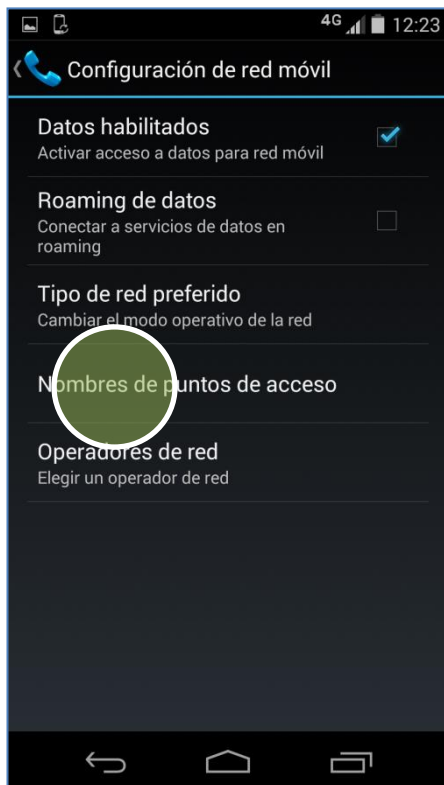 4G 12:23
Configuración de red móvil
Datos habilitados
Activar acceso a datos para red móvil
Roaming de datos
Conectar a servicios de datos en
roaming
Tipo de red preferido
Cambiar el modo operativo de la red
Nombres de puntos de acceso
Operadores de red
Elegir un operador de red